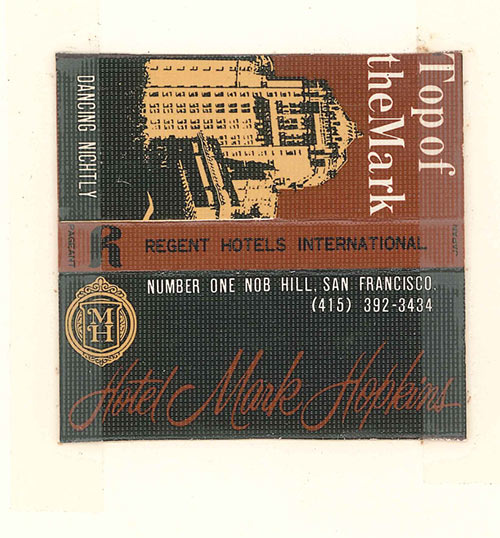 Top of
the Mark
DANCING NIGHTLY
PAGEANT
R
REGENT HOTELS INTERNATIONAL
NUMBER ONE NOB HILL, SAN FRANCISCO,
(415) 392-3434
MH
Hotel Mark Hopkins